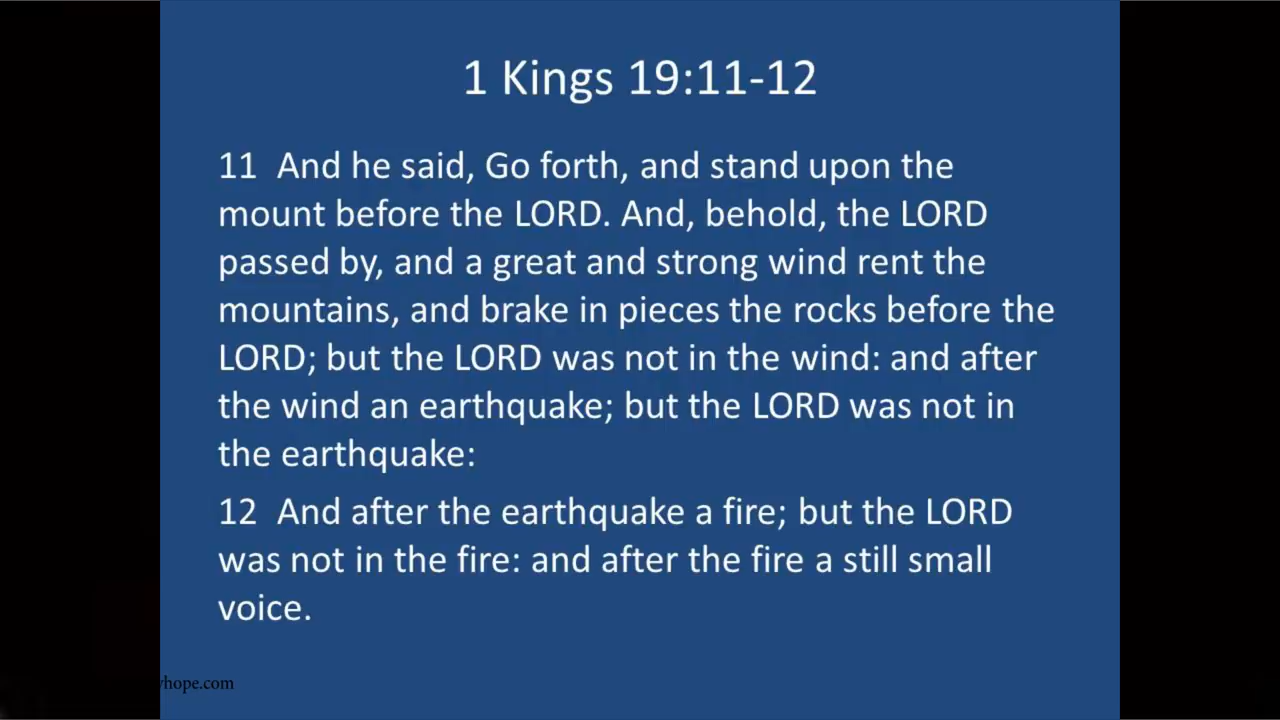 1 Kings 19:11-12
11 And he said, Go forth, and stand upon the
mount before the LORD. And, behold, the LORD
passed by, and a great and strong wind rent the
mountains, and brake in pieces the rocks before the
LORD; but the LORD was not in the wind: and after
the wind an earthquake; but the LORD was not in
the earthquake:
12 And after the earthquake a fire; but the LORD
was not in the fire: and after the fire a still small
voice.